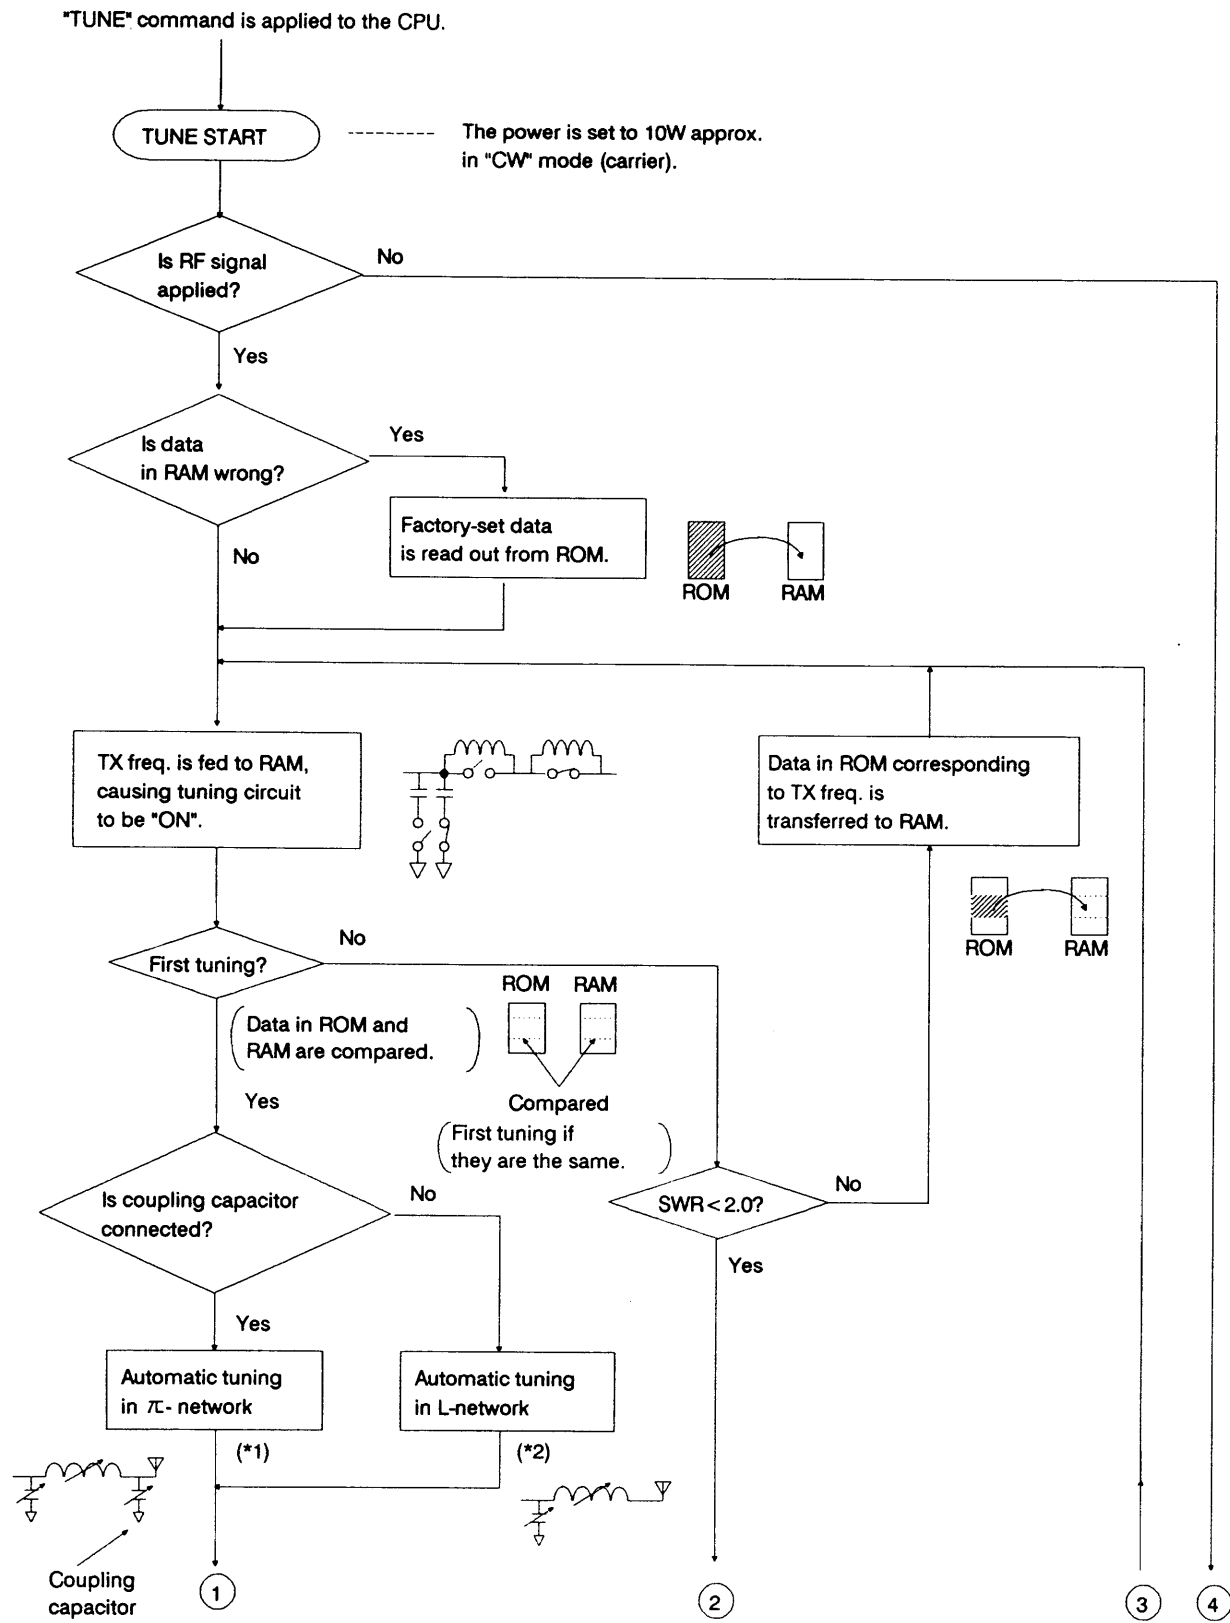 "TUNE" command is applied to the CPU.
TUNE START
The power is set to 10W approx.
in "CW" mode (carrier).
Is RF signal
applied?
No
Yes
Is data
in RAM wrong?
Yes
No
Factory-set data
is read out from ROM.
ROM
RAM
TX freq. is fed to RAM,
causing tuning circuit
to be "ON".
Data in ROM corresponding
to TX freq. is
transferred to RAM.
ROM
RAM
First tuning?
No
(Data in ROM and
RAM are compared.)
ROM
RAM
Compared
(First tuning if
they are the same.)
Yes
Is coupling capacitor
connected?
No
SWR < 2.0?
No
Yes
Yes
Automatic tuning
in π- network
(*1)
Automatic tuning
in L-network
(*2)
Coupling
capacitor
1
2
3
4